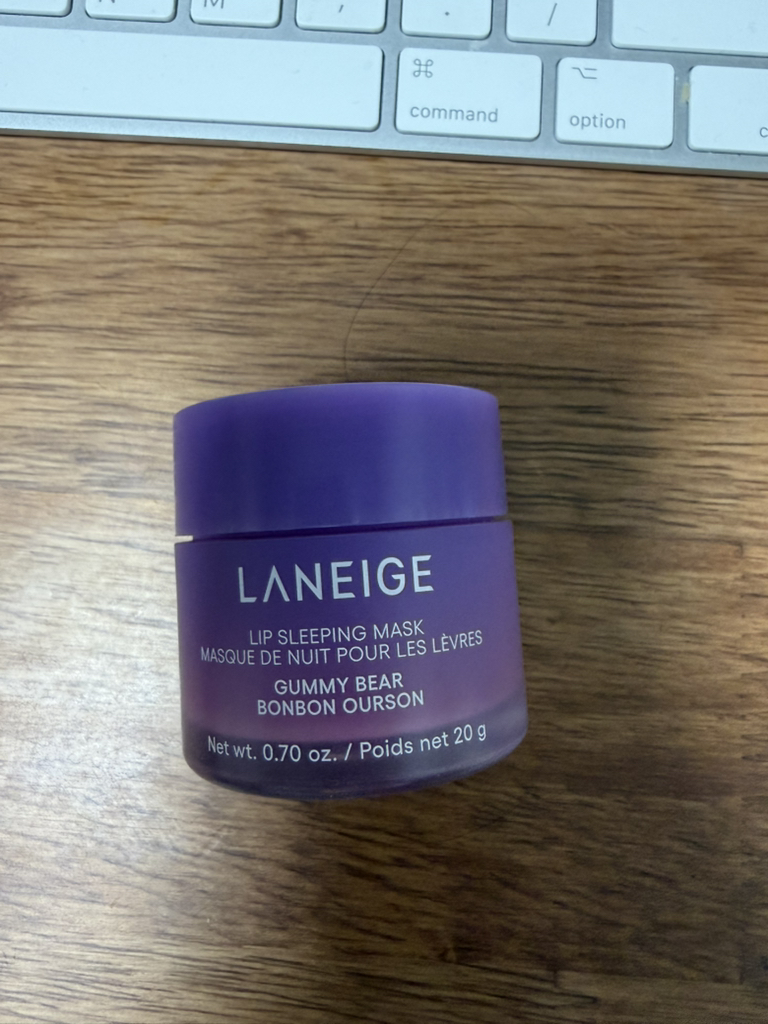 N M , . /
⌘ ⌥
command option c
LANEIGE
LIP SLEEPING MASK
MASQUE DE NUIT POUR LES LÈVRES
GUMMY BEAR
BONBON OURSON
Net wt. 0.70 oz. / Poids net 20 g